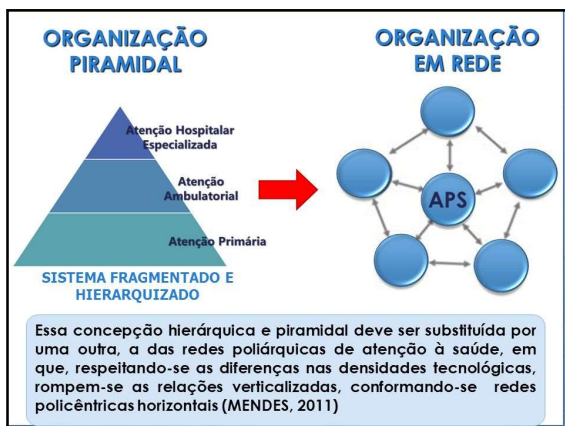 ORGANIZAÇÃO
PIRAMIDAL
ORGANIZAÇÃO
EM REDE
Atenção Hospitalar
Especializada
Atenção
Ambulatorial
Atenção Primária
APS
SISTEMA FRAGMENTADO E
HIERARQUIZADO
Essa concepção hierárquica e piramidal deve ser substituída por
uma outra, a das redes poliárquicas de atenção à saúde, em
que, respeitando-se as diferenças nas densidades tecnológicas,
rompem-se as relações verticalizadas, conformando-se redes
policêntricas horizontais (MENDES, 2011)